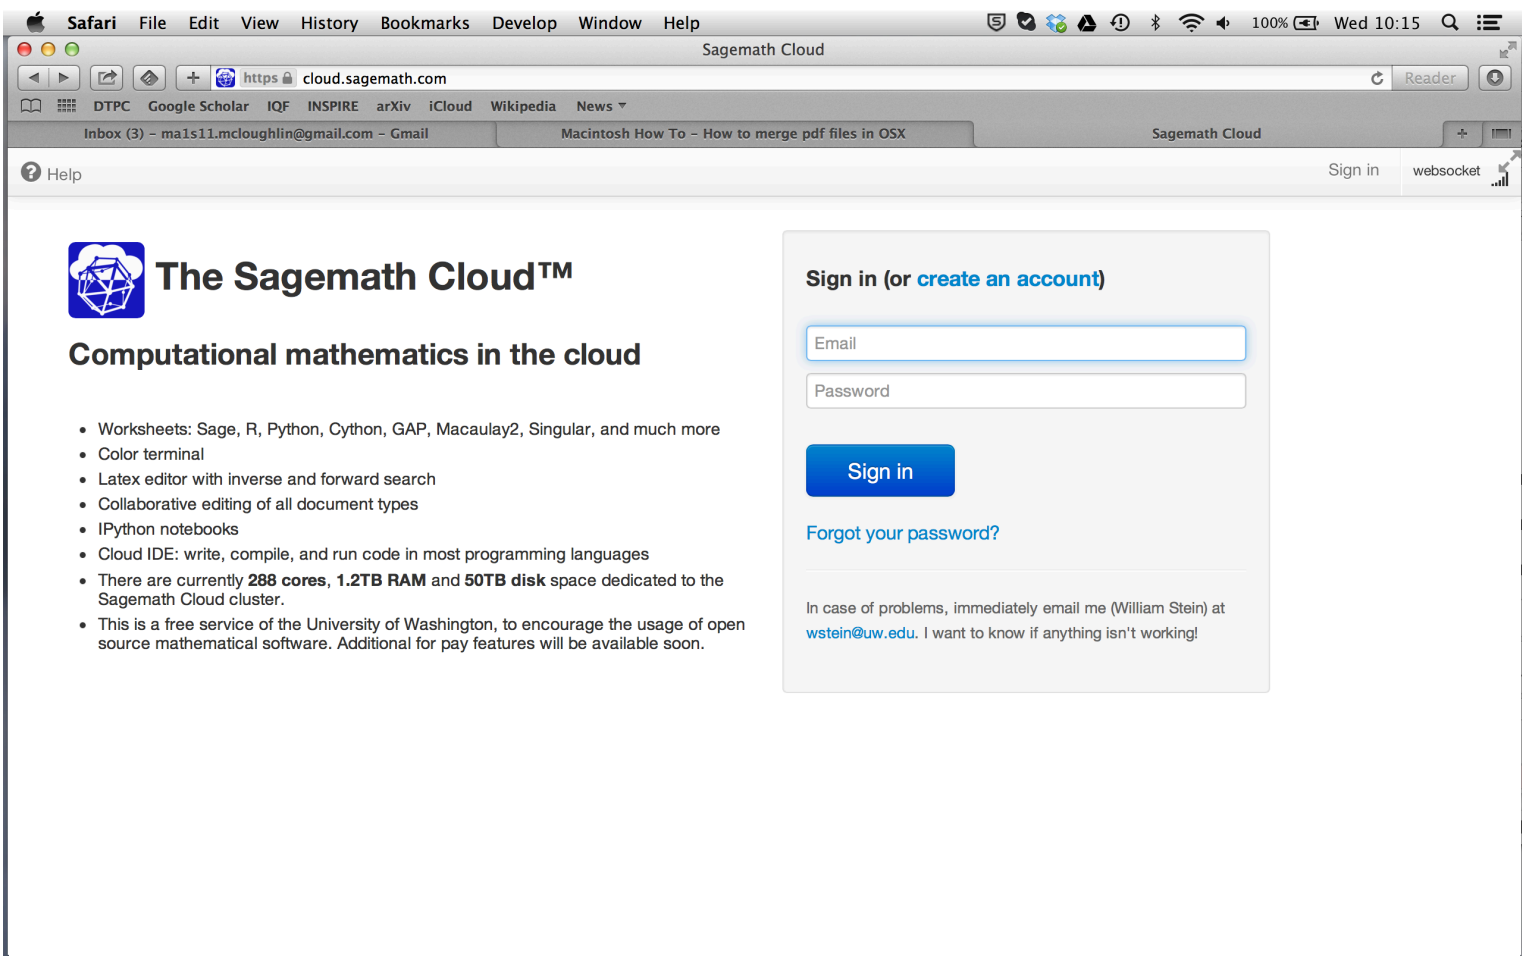 Safari File Edit View History Bookmarks Develop Window Help 100% Wed 10:15
Sagemath Cloud
https cloud.sagemath.com Reader
DTPC Google Scholar IQF INSPIRE arXiv iCloud Wikipedia News
Inbox (3) – ma1s11.mcloughlin@gmail.com – Gmail Macintosh How To – How to merge pdf files in OSX Sagemath Cloud
Help Sign in websocket
The Sagemath Cloud™
Computational mathematics in the cloud
• Worksheets: Sage, R, Python, Cython, GAP, Macaulay2, Singular, and much more
• Color terminal
• Latex editor with inverse and forward search
• Collaborative editing of all document types
• IPython notebooks
• Cloud IDE: write, compile, and run code in most programming languages
• There are currently 288 cores, 1.2TB RAM and 50TB disk space dedicated to the
Sagemath Cloud cluster.
• This is a free service of the University of Washington, to encourage the usage of open
source mathematical software. Additional for pay features will be available soon.
Sign in (or create an account)
Email
Password
Sign in
Forgot your password?
In case of problems, immediately email me (William Stein) at
wstein@uw.edu. I want to know if anything isn't working!